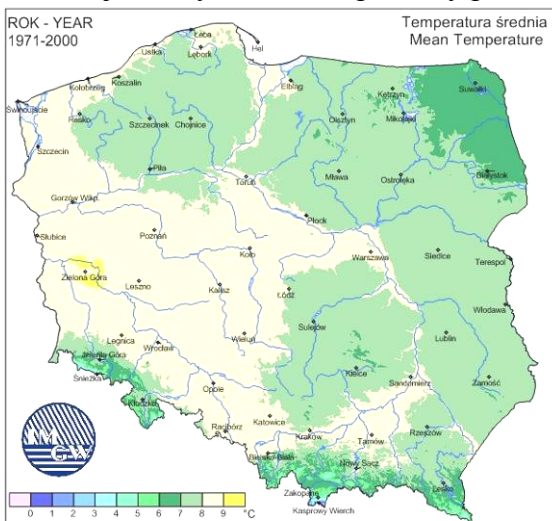 ROK - YEAR
1971-2000
Temperatura średnia
Mean Temperature
Łeba
Hel
Ustka
Lębork
Koszalin
Kołobrzeg
Elbląg
Kętrzyn
Suwałki
Świnoujście
Resko
Szczecinek
Chojnice
Olsztyn
Mikołajki
Szczecin
Piła
Toruń
Mława
Ostrołęka
Białystok
Gorzów Wlkp.
Płock
Słubice
Poznań
Koło
Warszawa
Siedlce
Terespol
Zielona Góra
Leszno
Kalisz
Łódź
Włodawa
Sulejów
Legnica
Wrocław
Wieluń
Lublin
Jelenia Góra
Śnieżka
Kielce
Sandomierz
Zamość
Kłodzko
Opole
Racibórz
Katowice
Kraków
Tarnów
Rzeszów
Bielsko-Biała
Nowy Sącz
Lesko
Zakopane
Kasprowy Wierch
IM
GW
0 1 2 3 4 5 6 7 8 9 °C